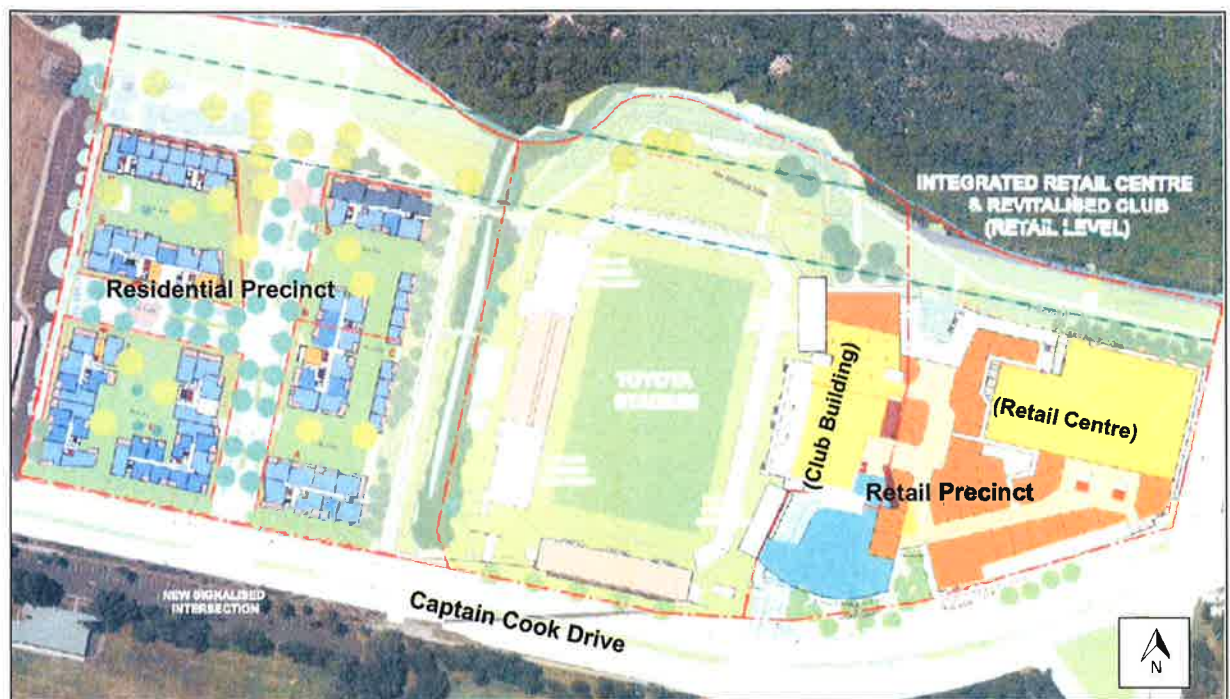 INTEGRATED RETAIL CENTRE
& REVITALISED CLUB
(RETAIL LEVEL)
Residential Precinct
TOYOTA
STADIUM
(Club Building)
(Retail Centre)
Retail Precinct
NEW SIGNALISED
INTERSECTION
Captain Cook Drive
N